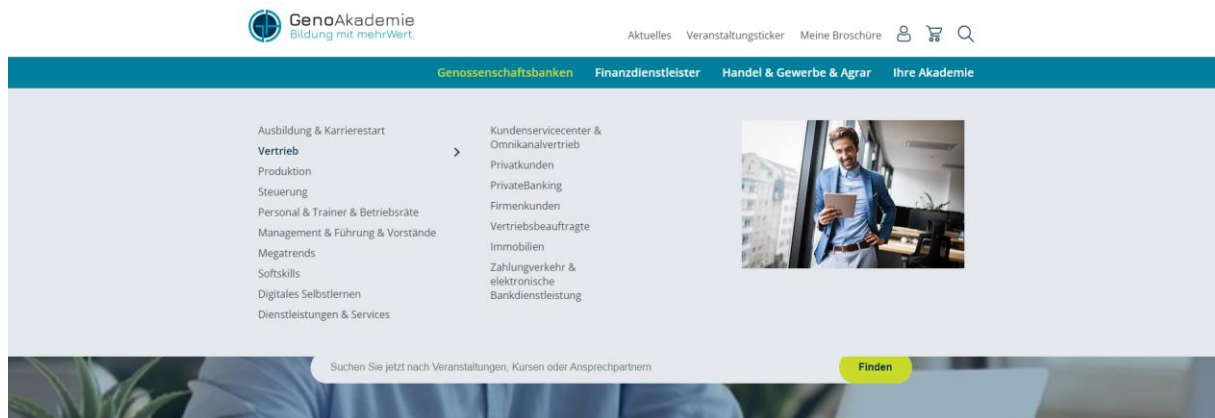 GenoAkademie
Bildung mit mehrWert.
Aktuelles Veranstaltungsticker Meine Broschüre
Genossenschaftsbanken Finanzdienstleister Handel & Gewerbe & Agrar Ihre Akademie
Ausbildung & Karrierestart
Vertrieb
Produktion
Steuerung
Personal & Trainer & Betriebsräte
Management & Führung & Vorstände
Megatrends
Softskills
Digitales Selbstlernen
Dienstleistungen & Services
Kundenservicecenter &
Omnikanalvertrieb
Privatkunden
PrivateBanking
Firmenkunden
Vertriebsbeauftragte
Immobilien
Zahlungverkehr &
elektronische
Bankdienstleistung
Suchen Sie jetzt nach Veranstaltungen, Kursen oder Ansprechpartnern
Finden